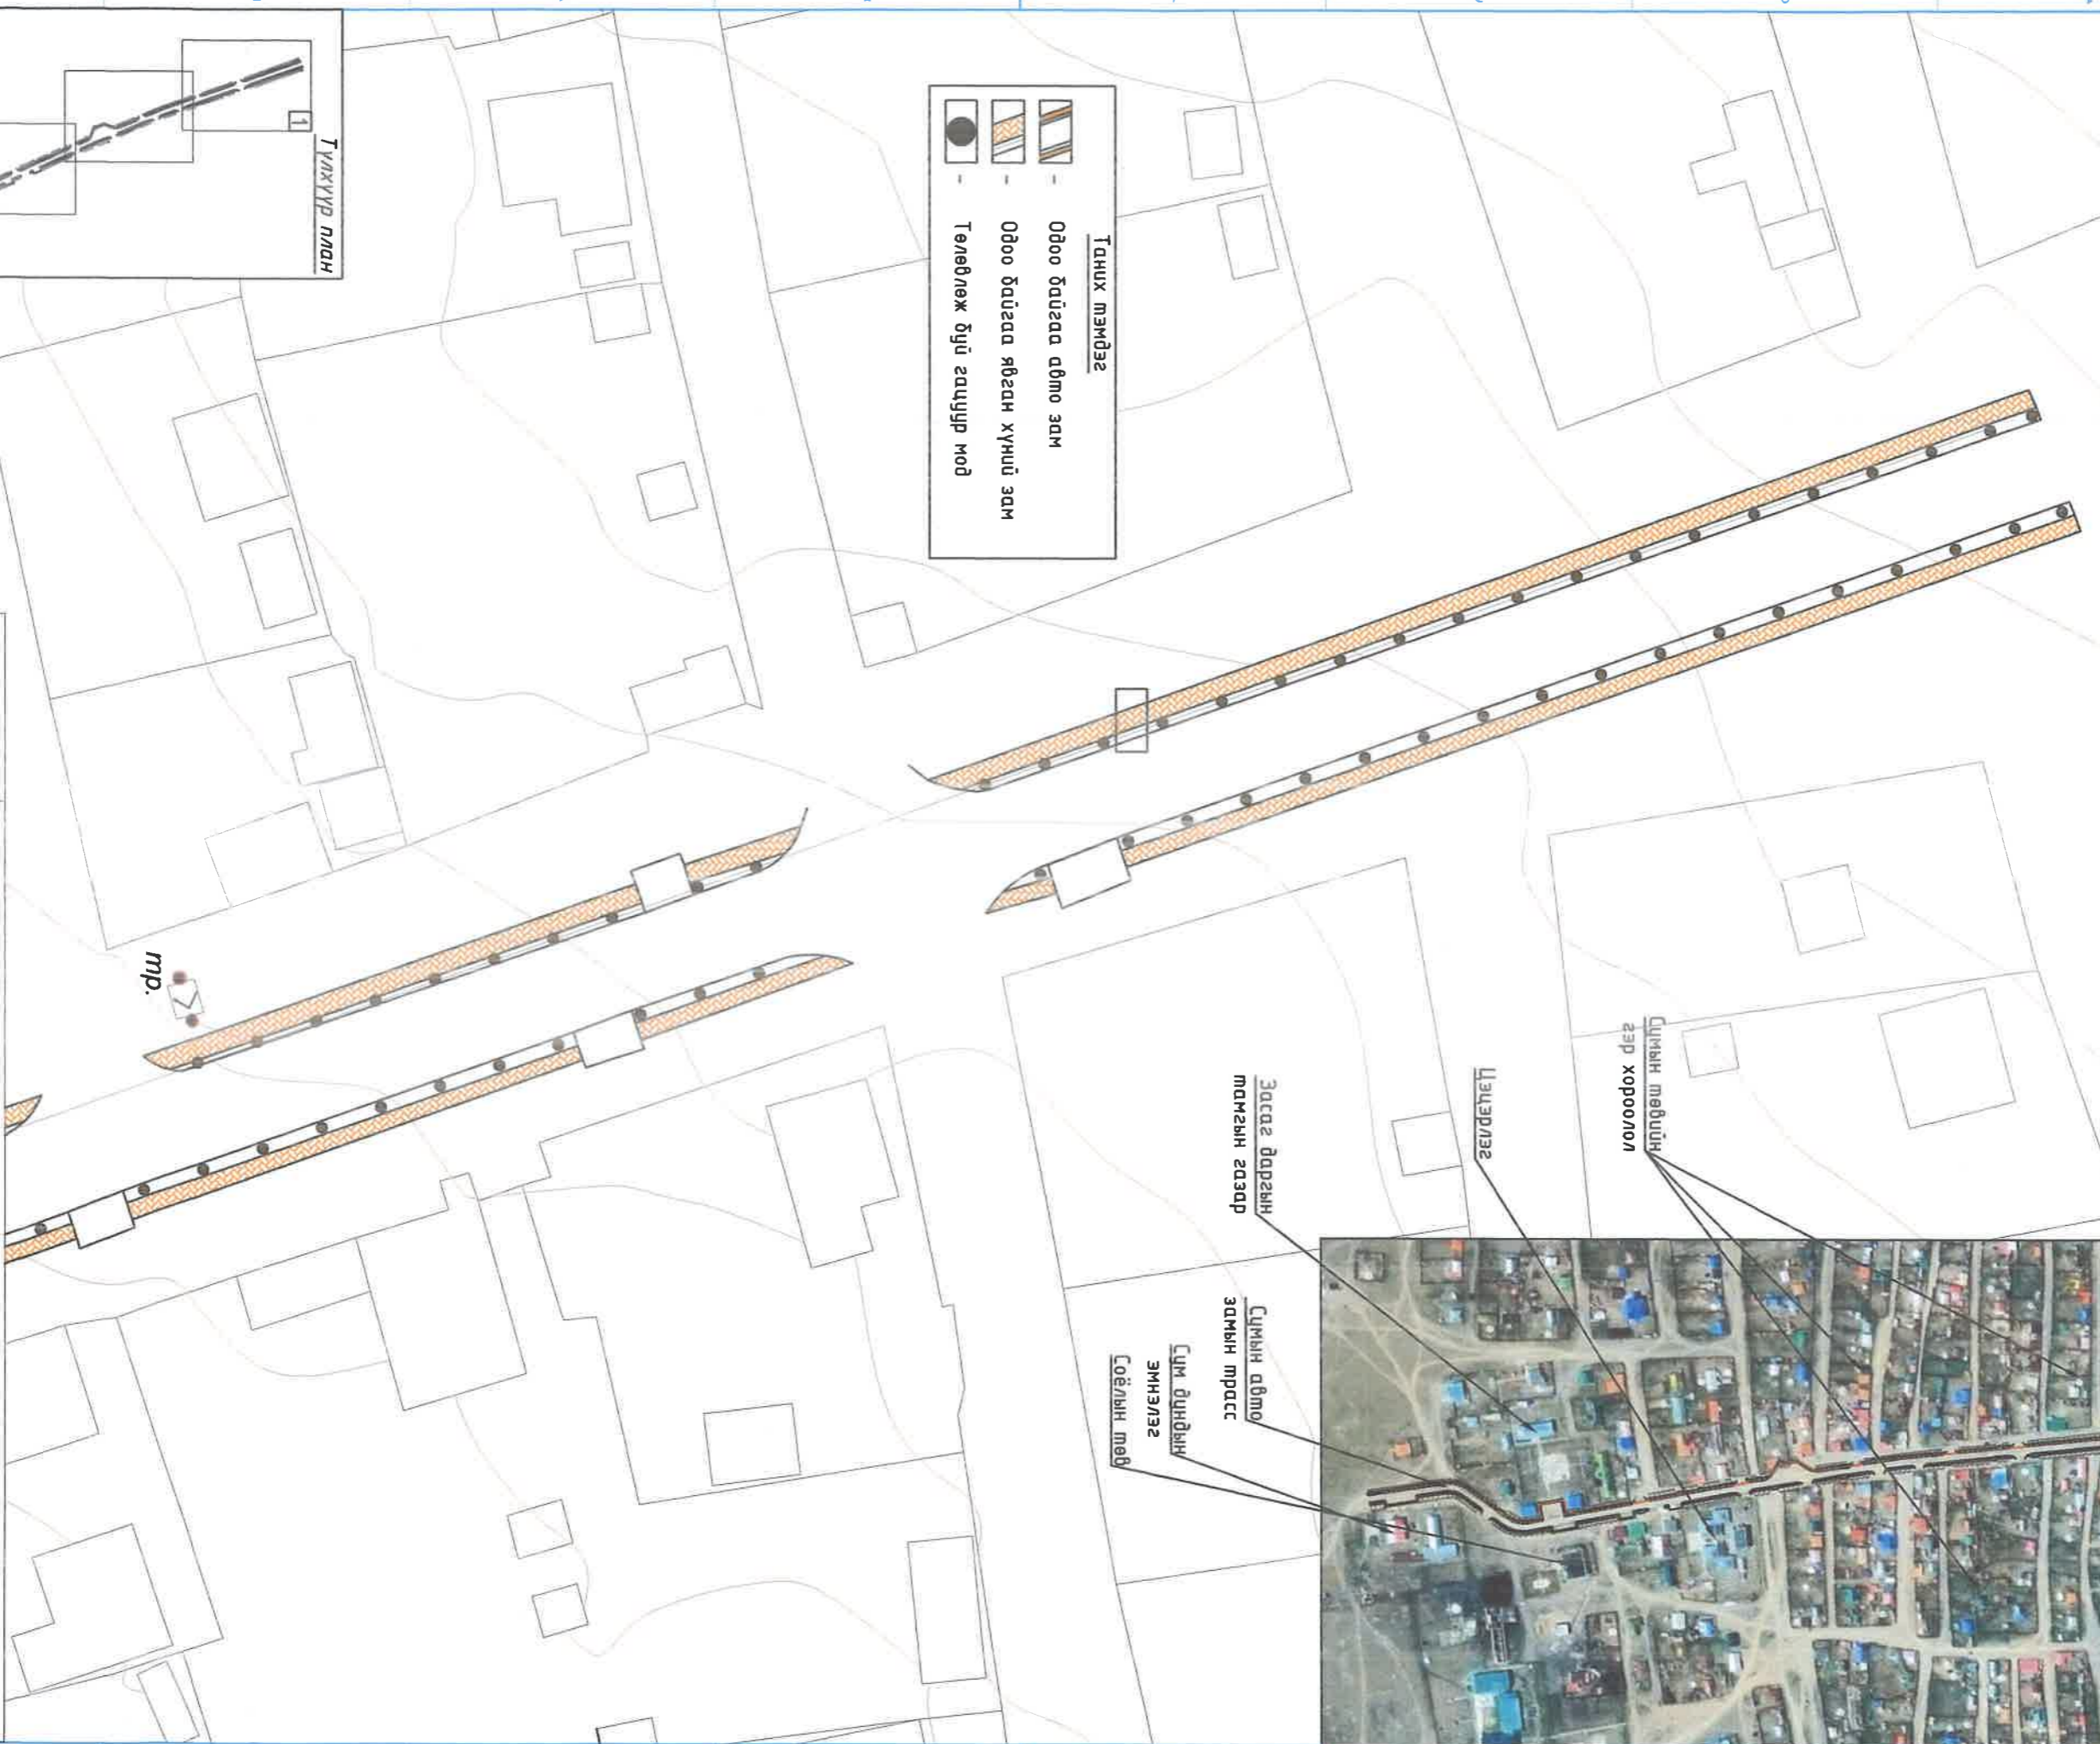 Түлхүүр план
1
Таних тэмдэг
- Одоо байгаа авто зам
- Одоо байгаа явган хүний зам
- Төлөвлөж буй гацуур мод
тр.
Сумын төвийн
гэр хороолол
Цэцэрлэг
Засаг даргын
тамгын газар
Сумын авто
замын трасс
Сум дундын
эмнэлэг
Соёлын төв